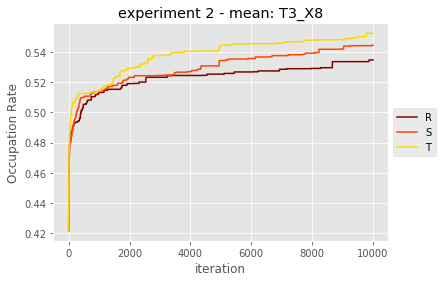 experiment 2 - mean: T3_X8
Occupation Rate
0.54
0.52
0.50
0.48
0.46
0.44
0.42
0
2000
4000
6000
8000
10000
iteration
R
S
T